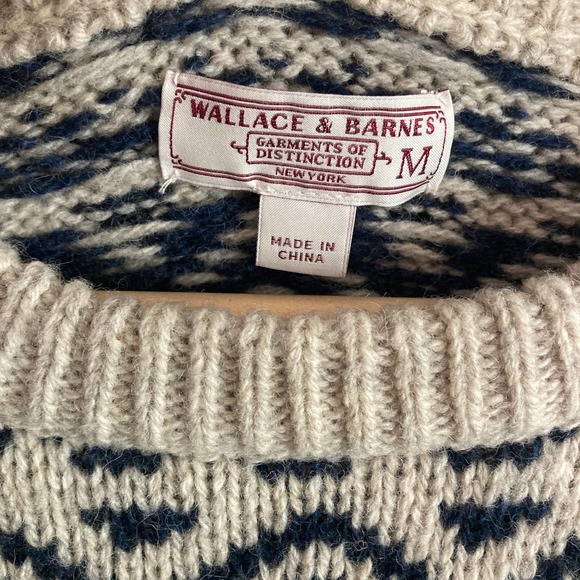 WALLACE & BARNES
GARMENTS OF
DISTINCTION
NEW YORK
M
MADE IN
CHINA